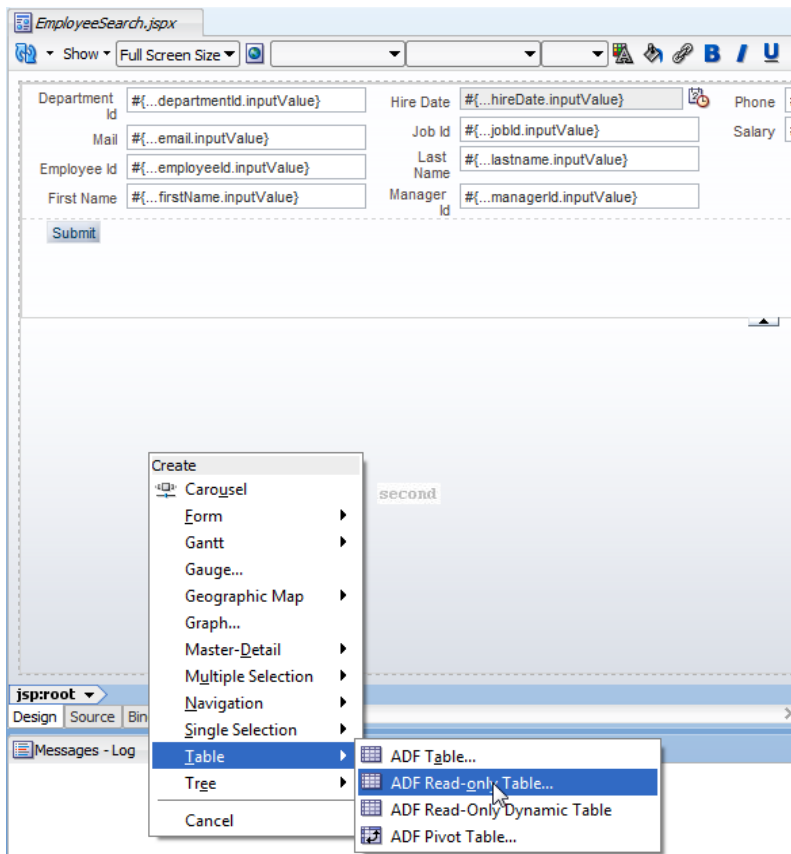 EmployeeSearch.jspx
Show Full Screen Size B I U
Department Id #{...departmentId.inputValue} Hire Date #{...hireDate.inputValue} Phone
Mail #{...email.inputValue} Job Id #{...jobId.inputValue} Salary
Employee Id #{...employeeId.inputValue} Last Name #{...lastname.inputValue}
First Name #{...firstName.inputValue} Manager Id #{...managerId.inputValue}
Submit
second
Create
Carousel
Form
Gantt
Gauge...
Geographic Map
Graph...
Master-Detail
Multiple Selection
Navigation
Single Selection
Table
Tree
Cancel
ADF Table...
ADF Read-only Table...
ADF Read-Only Dynamic Table
ADF Pivot Table...
jsp:root
Design Source Bin
Messages - Log